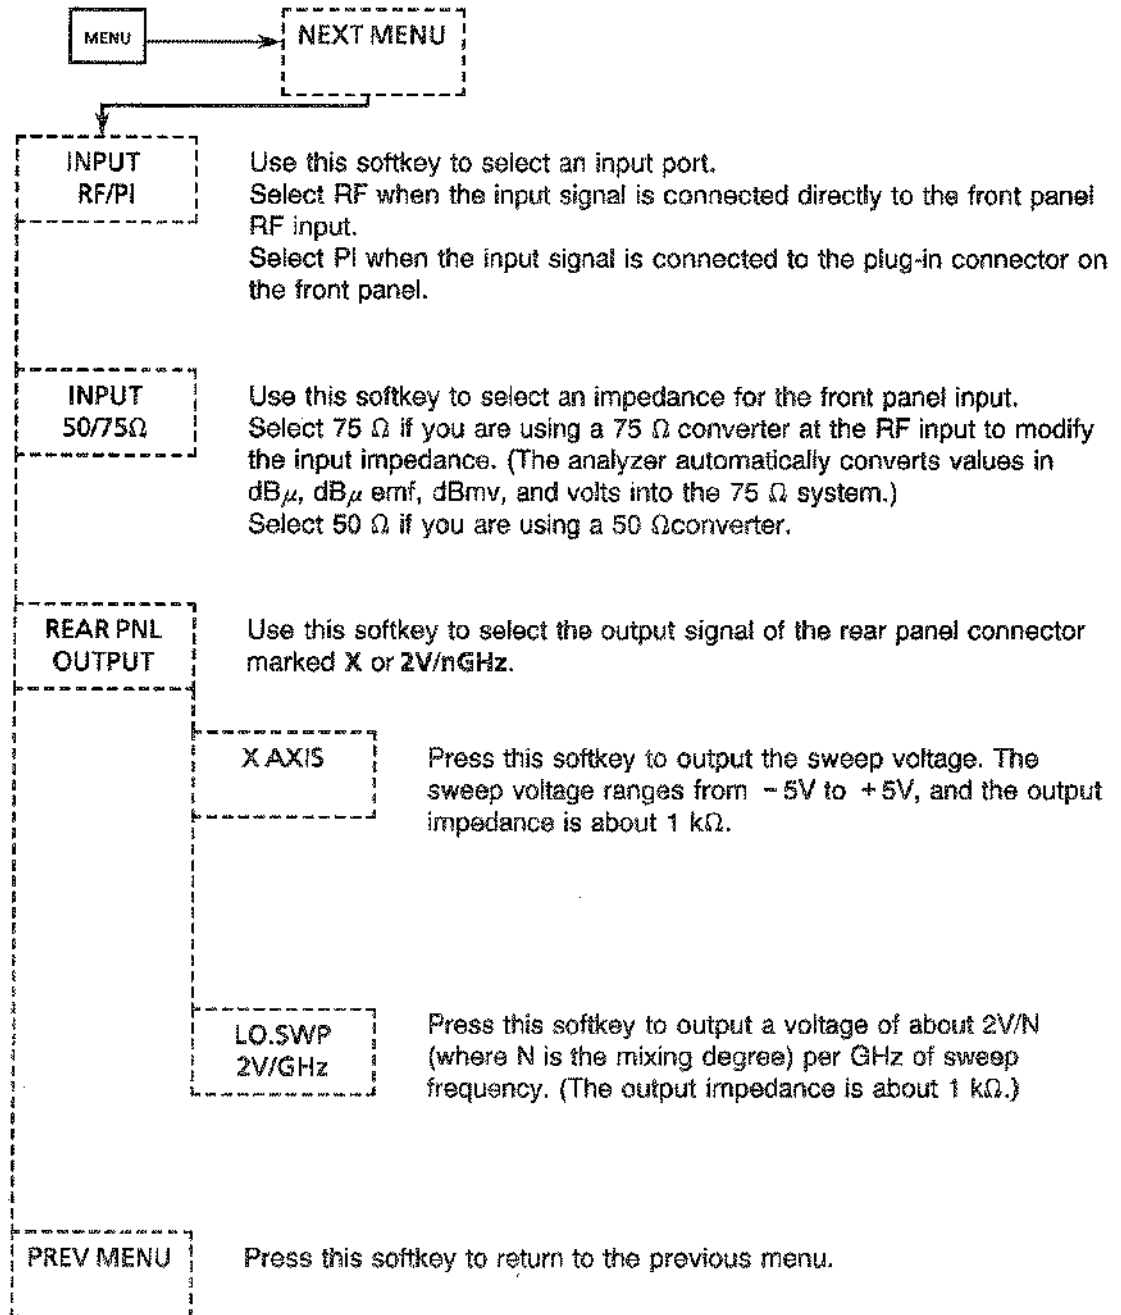 MENU
NEXT MENU
INPUT
RF/PI
Use this softkey to select an input port.
Select RF when the input signal is connected directly to the front panel
RF input.
Select PI when the input signal is connected to the plug-in connector on
the front panel.
INPUT
50/75Ω
Use this softkey to select an impedance for the front panel input.
Select 75 Ω if you are using a 75 Ω converter at the RF input to modify
the input impedance. (The analyzer automatically converts values in
dBμ, dBμ emf, dBmv, and volts into the 75 Ω system.)
Select 50 Ω if you are using a 50 Ωconverter.
REAR PNL
OUTPUT
Use this softkey to select the output signal of the rear panel connector
marked X or 2V/nGHz.
X AXIS
Press this softkey to output the sweep voltage. The
sweep voltage ranges from －5V to +5V, and the output
impedance is about 1 kΩ.
LO.SWP
2V/GHz
Press this softkey to output a voltage of about 2V/N
(where N is the mixing degree) per GHz of sweep
frequency. (The output impedance is about 1 kΩ.)
PREV MENU
Press this softkey to return to the previous menu.